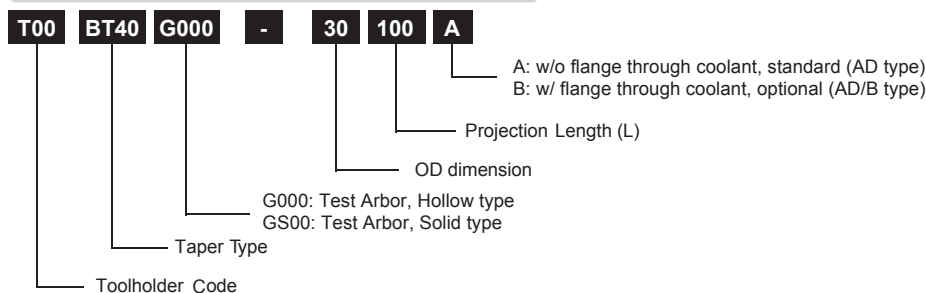 T00 BT40 G000 - 30 100 A
A: w/o flange through coolant, standard (AD type)
B: w/ flange through coolant, optional (AD/B type)
Projection Length (L)
OD dimension
G000: Test Arbor, Hollow type
GS00: Test Arbor, Solid type
Taper Type
Toolholder Code